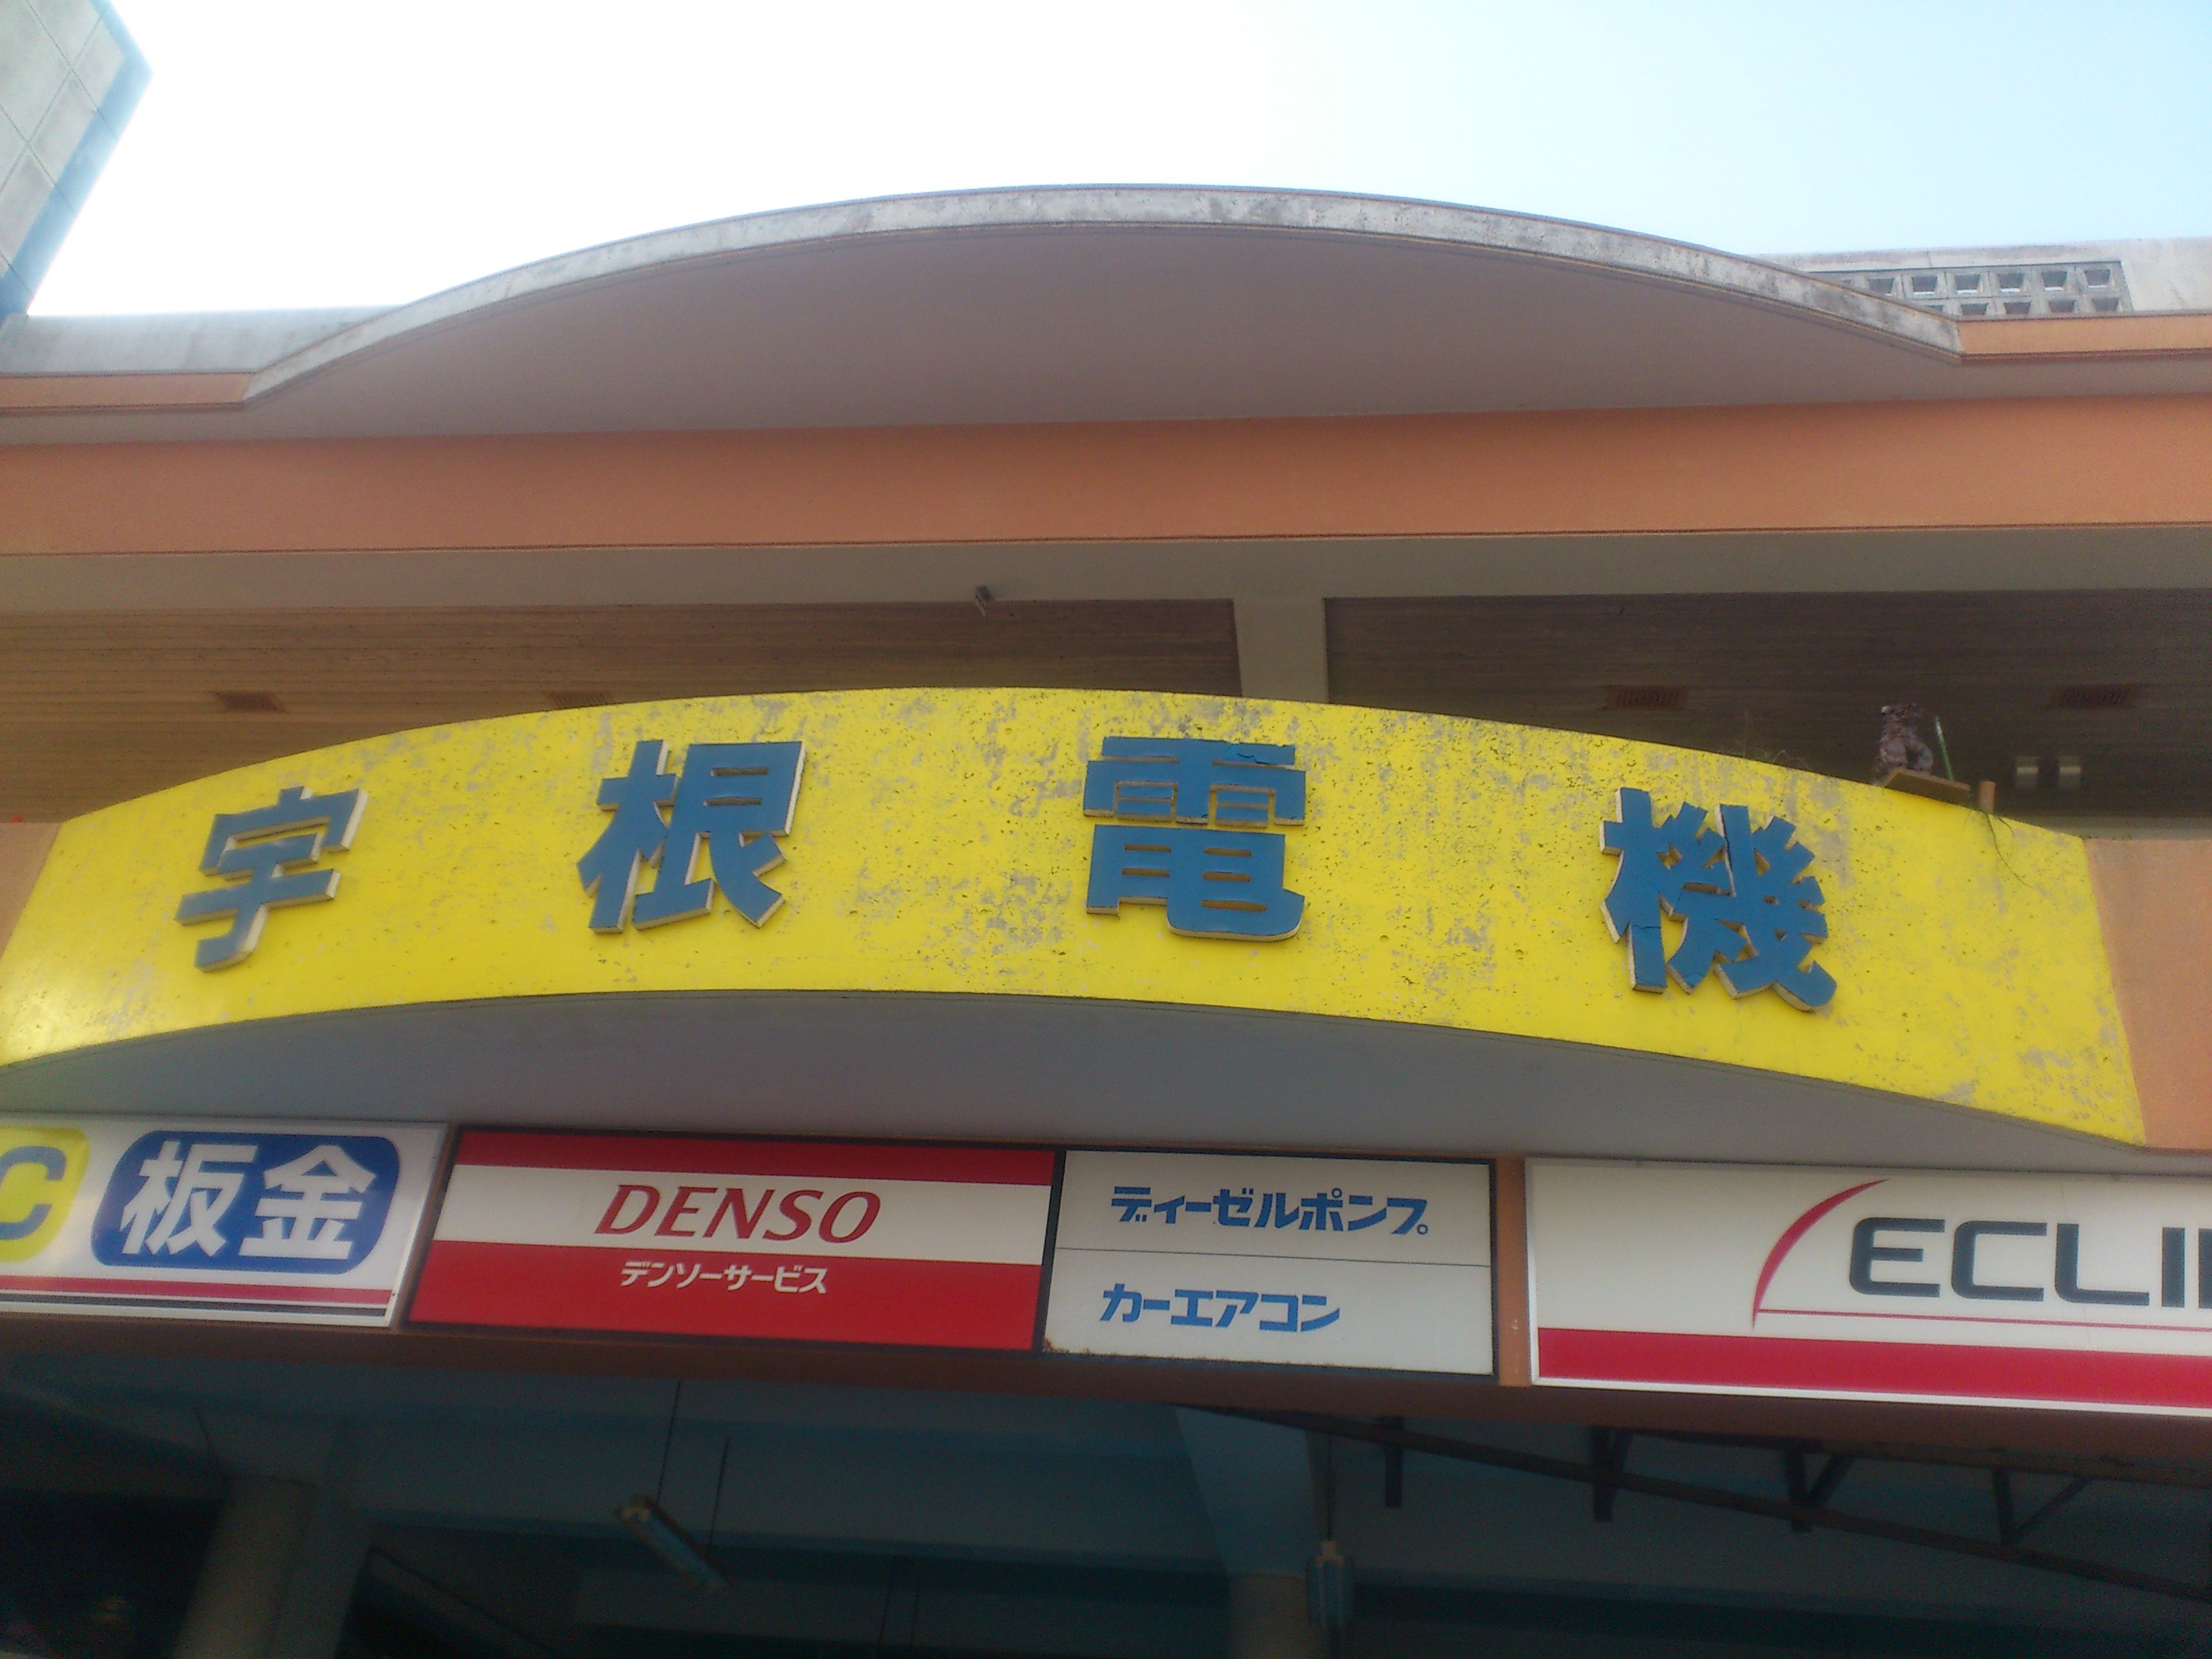 宇根電機
C 板金
DENSO
デンソーサービス
ディーゼルポンプ
カーエアコン